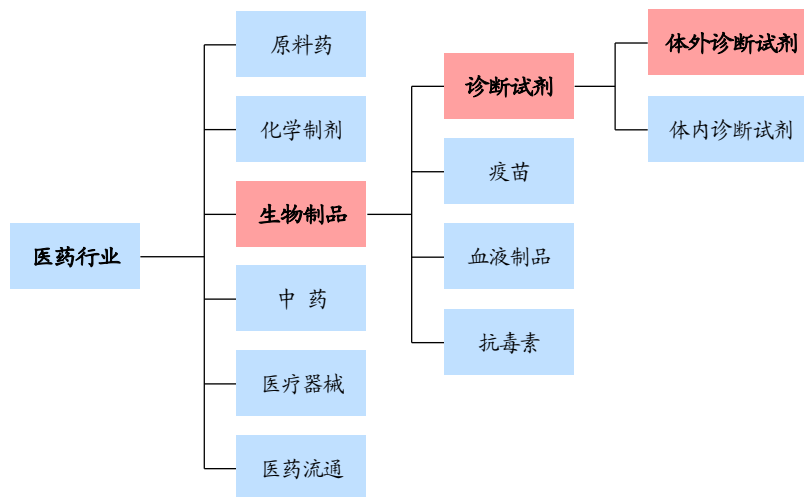 医药行业
原料药
化学制剂
生物制品
中 药
医疗器械
医药流通
诊断试剂
疫苗
血液制品
抗毒素
体外诊断试剂
体内诊断试剂